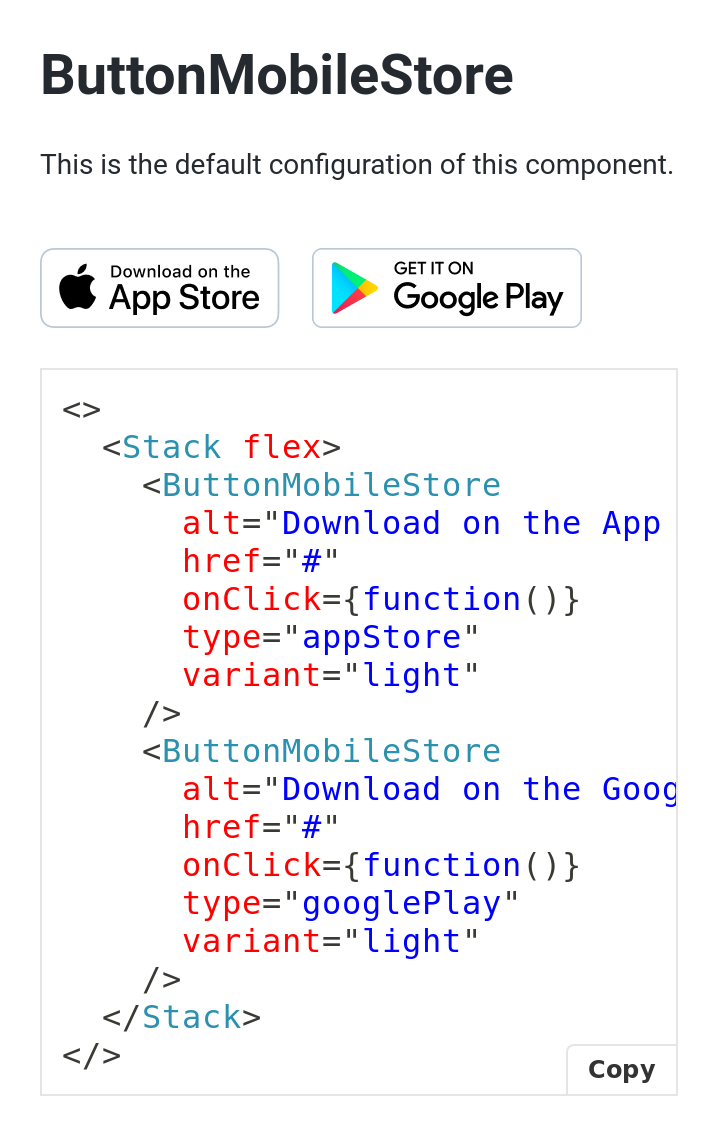 ButtonMobileStore
This is the default configuration of this component.
Download on the
App Store
GET IT ON
Google Play
<>
  <Stack flex>
    <ButtonMobileStore
      alt="Download on the App
      href="#"
      onClick={function()}
      type="appStore"
      variant="light"
    />
    <ButtonMobileStore
      alt="Download on the Goog
      href="#"
      onClick={function()}
      type="googlePlay"
      variant="light"
    />
  </Stack>
</>
Copy